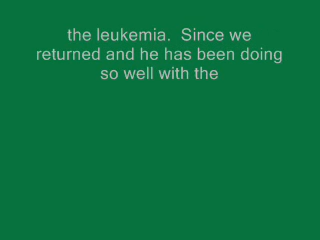 the leukemia.  Since we
returned and he has been doing
so well with the